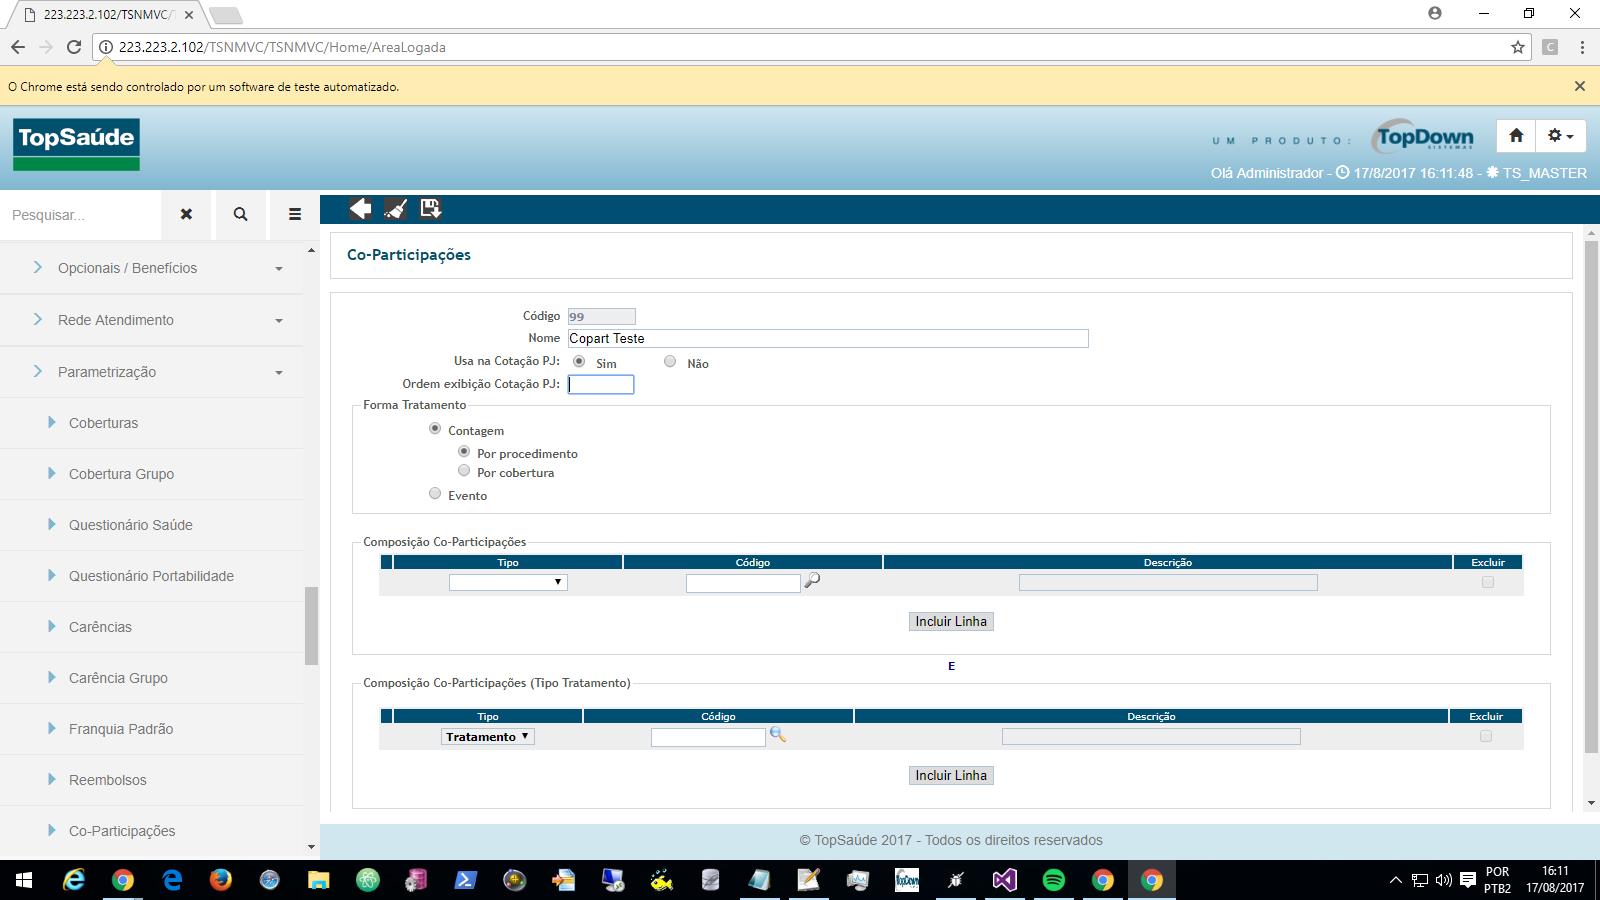 223.223.2.102/TSNMVC/T
223.223.2.102/TSNMVC/TSNMVC/Home/AreaLogada
C
O Chrome está sendo controlado por um software de teste automatizado.
TopSaúde
UM PRODUTO:
TopDown
SISTEMAS
Olá Administrador - 17/8/2017 16:11:48 - TS_MASTER
Pesquisar...
Opcionais / Benefícios
Rede Atendimento
Parametrização
Coberturas
Cobertura Grupo
Questionário Saúde
Questionário Portabilidade
Carências
Carência Grupo
Franquia Padrão
Reembolsos
Co-Participações
Co-Participações
Código 99
Nome Copart Teste
Usa na Cotação PJ: Sim Não
Ordem exibição Cotação PJ:
Forma Tratamento
Contagem
Por procedimento
Por cobertura
Evento
Composição Co-Participações
Tipo Código Descrição Excluir
Incluir Linha
E
Composição Co-Participações (Tipo Tratamento)
Tipo Código Descrição Excluir
Tratamento
Incluir Linha
© TopSaúde 2017 - Todos os direitos reservados
TopDown
POR
PTB2
16:11
17/08/2017